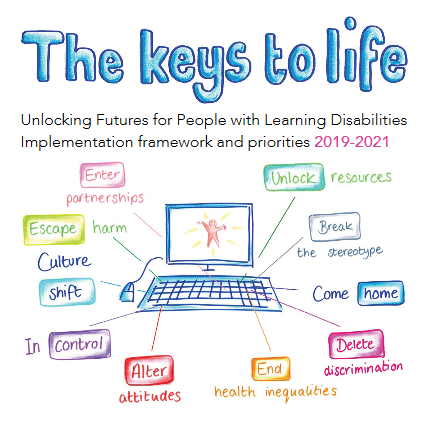 The keys to life
Unlocking Futures for People with Learning Disabilities
Implementation framework and priorities 2019-2021
Enter
partnerships
Unlock resources
Escape harm
Break
the stereotype
Culture
shift
Come home
In Control
Delete
discrimination
Alter
attitudes
End
health inequalities